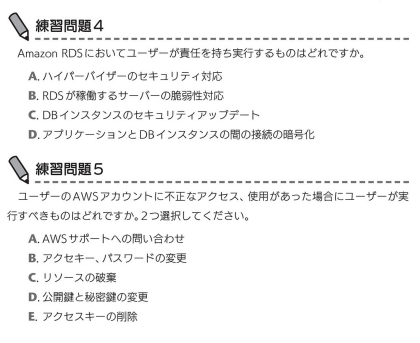 練習問題4
Amazon RDSにおいてユーザーが責任を持ち実行するものはどれですか。
A. ハイパーバイザーのセキュリティ対応
B. RDSが稼働するサーバーの脆弱性対応
C. DBインスタンスのセキュリティアップデート
D. アプリケーションとDBインスタンスの間の接続の暗号化
練習問題5
ユーザーのAWSアカウントに不正なアクセス、使用があった場合にユーザーが実
行すべきものはどれですか。2つ選択してください。
A. AWSサポートへの問い合わせ
B. アクセキー、パスワードの変更
C. リソースの破棄
D. 公開鍵と秘密鍵の変更
E. アクセスキーの削除